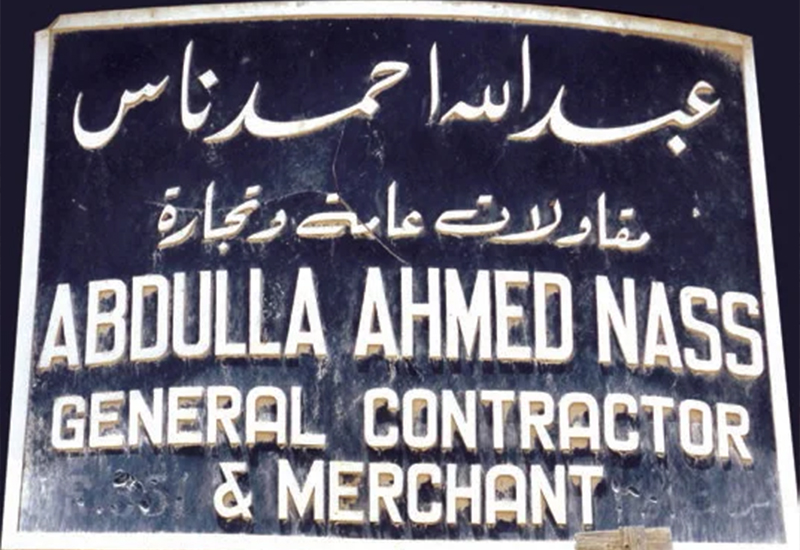 عبدالله احمد ناس
مقاولات عامة وتجارة
ABDULLA AHMED NASS
GENERAL CONTRACTOR
& MERCHANT